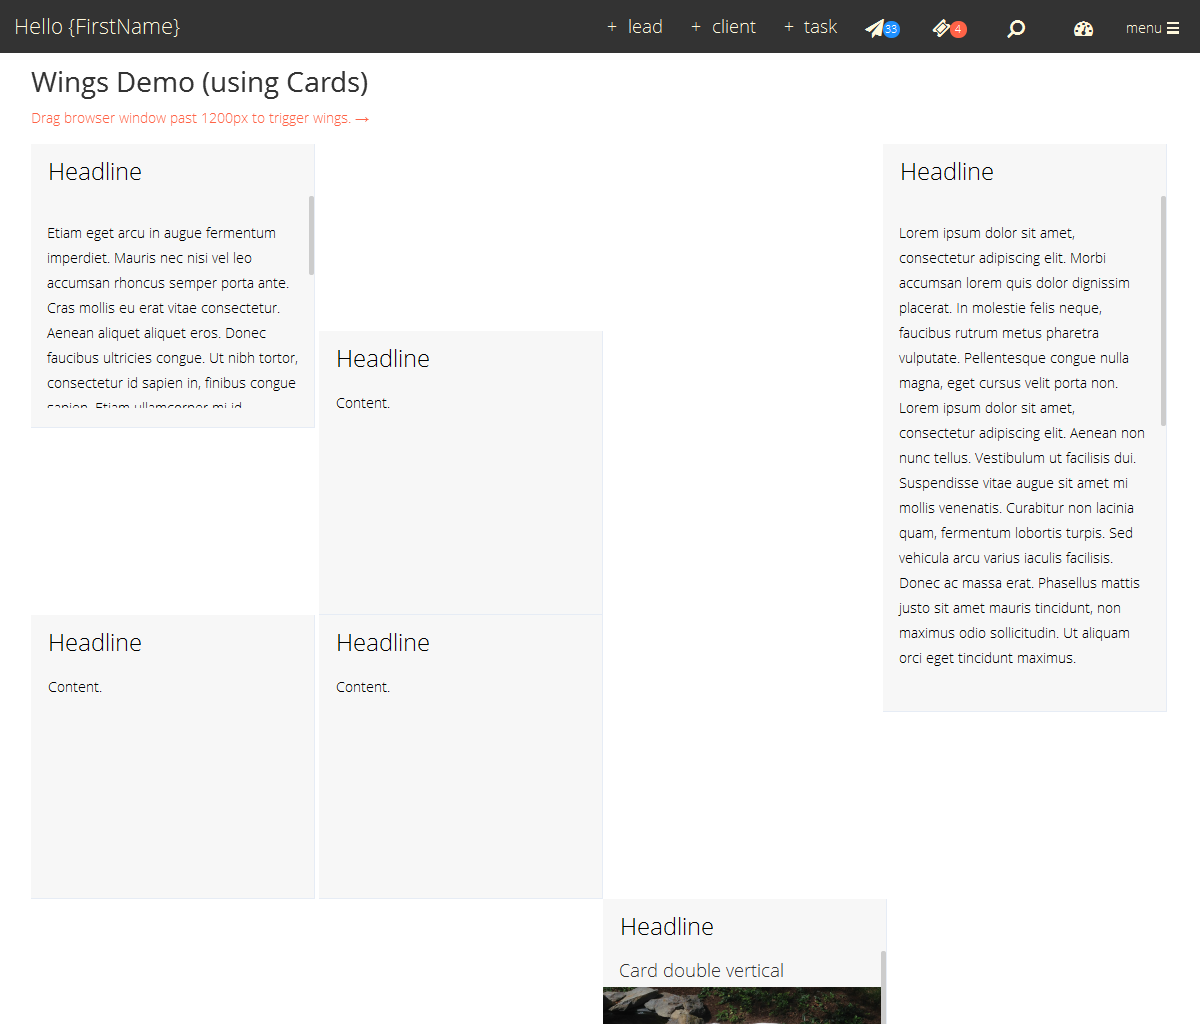 Hello {FirstName}
+ lead
+ client
+ task
33
4
menu
Wings Demo (using Cards)
Drag browser window past 1200px to trigger wings. →
Headline
Etiam eget arcu in augue fermentum
imperdiet. Mauris nec nisi vel leo
accumsan rhoncus semper porta ante.
Cras mollis eu erat vitae consectetur.
Aenean aliquet aliquet eros. Donec
faucibus ultricies congue. Ut nibh tortor,
consectetur id sapien in, finibus congue
sapien. Etiam ullamcorper mi id
Headline
Content.
Headline
Lorem ipsum dolor sit amet,
consectetur adipiscing elit. Morbi
accumsan lorem quis dolor dignissim
placerat. In molestie felis neque,
faucibus rutrum metus pharetra
vulputate. Pellentesque congue nulla
magna, eget cursus velit porta non.
Lorem ipsum dolor sit amet,
consectetur adipiscing elit. Aenean non
nunc tellus. Vestibulum ut facilisis dui.
Suspendisse vitae augue sit amet mi
mollis venenatis. Curabitur non lacinia
quam, fermentum lobortis turpis. Sed
vehicula arcu varius iaculis facilisis.
Donec ac massa erat. Phasellus mattis
justo sit amet mauris tincidunt, non
maximus odio sollicitudin. Ut aliquam
orci eget tincidunt maximus.
Headline
Content.
Headline
Content.
Headline
Card double vertical